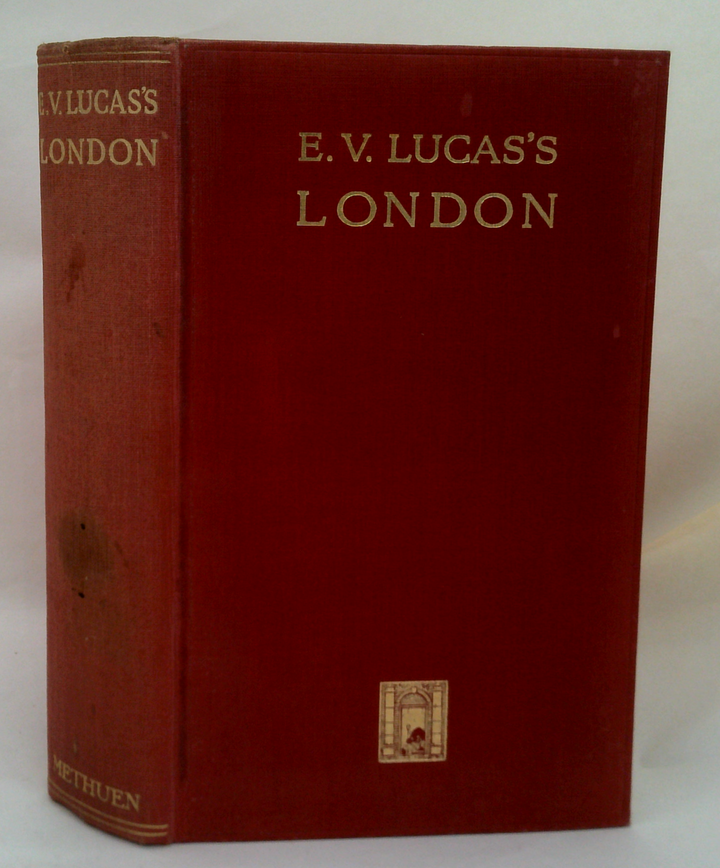 E.V. LUCAS'S
LONDON
METHUEN
E. V. LUCAS'S
LONDON